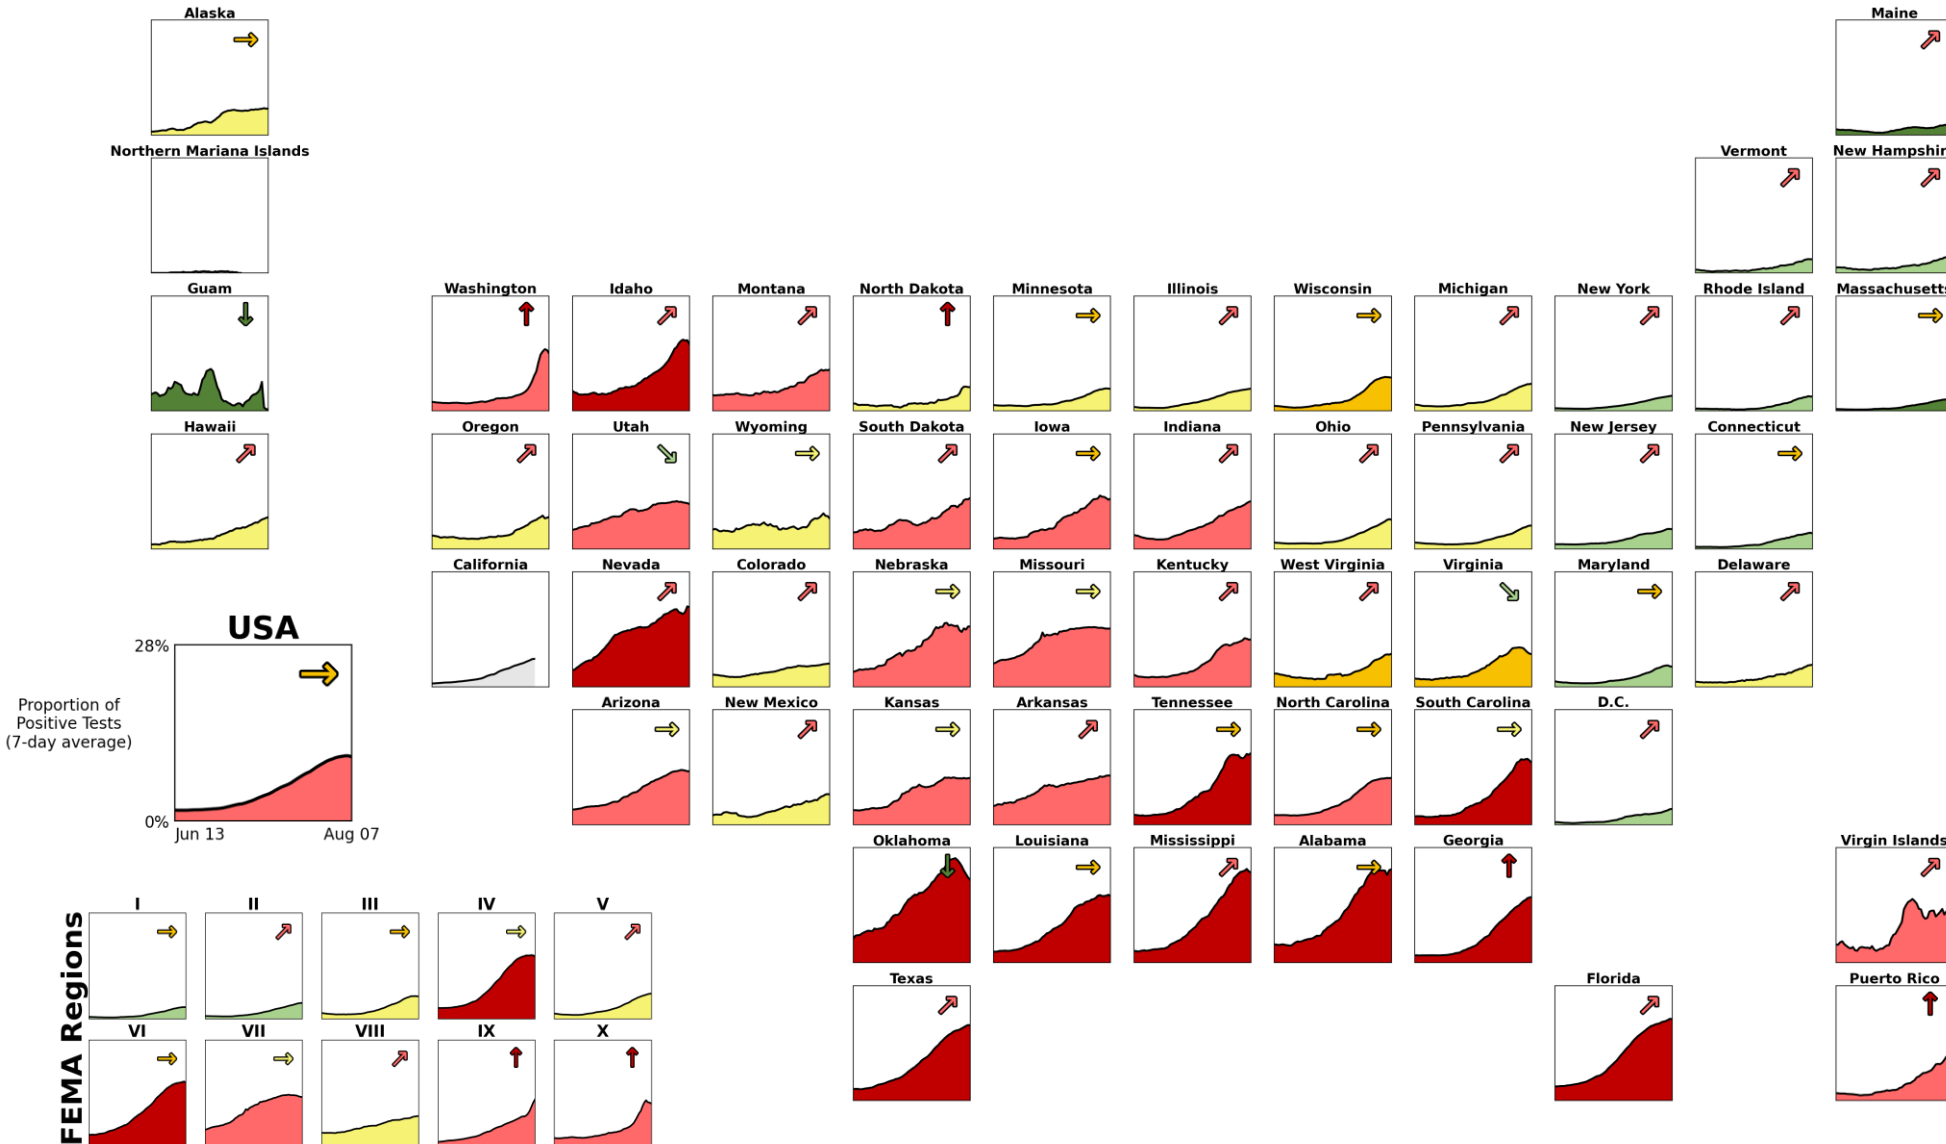 Alaska
Maine
Northern Mariana Islands
Vermont
New Hampshir
Guam
Washington
Idaho
Montana
North Dakota
Minnesota
Illinois
Wisconsin
Michigan
New York
Rhode Island
Massachusetts
Hawaii
Oregon
Utah
Wyoming
South Dakota
Iowa
Indiana
Ohio
Pennsylvania
New Jersey
Connecticut
California
Nevada
Colorado
Nebraska
Missouri
Kentucky
West Virginia
Virginia
Maryland
Delaware
USA
28%
Proportion of
Positive Tests
(7-day average)
0%
Jun 13
Aug 07
Arizona
New Mexico
Kansas
Arkansas
Tennessee
North Carolina
South Carolina
D.C.
Oklahoma
Louisiana
Mississippi
Alabama
Georgia
Virgin Islands
Texas
Florida
Puerto Rico
FEMA Regions
I
II
III
IV
V
VI
VII
VIII
IX
X